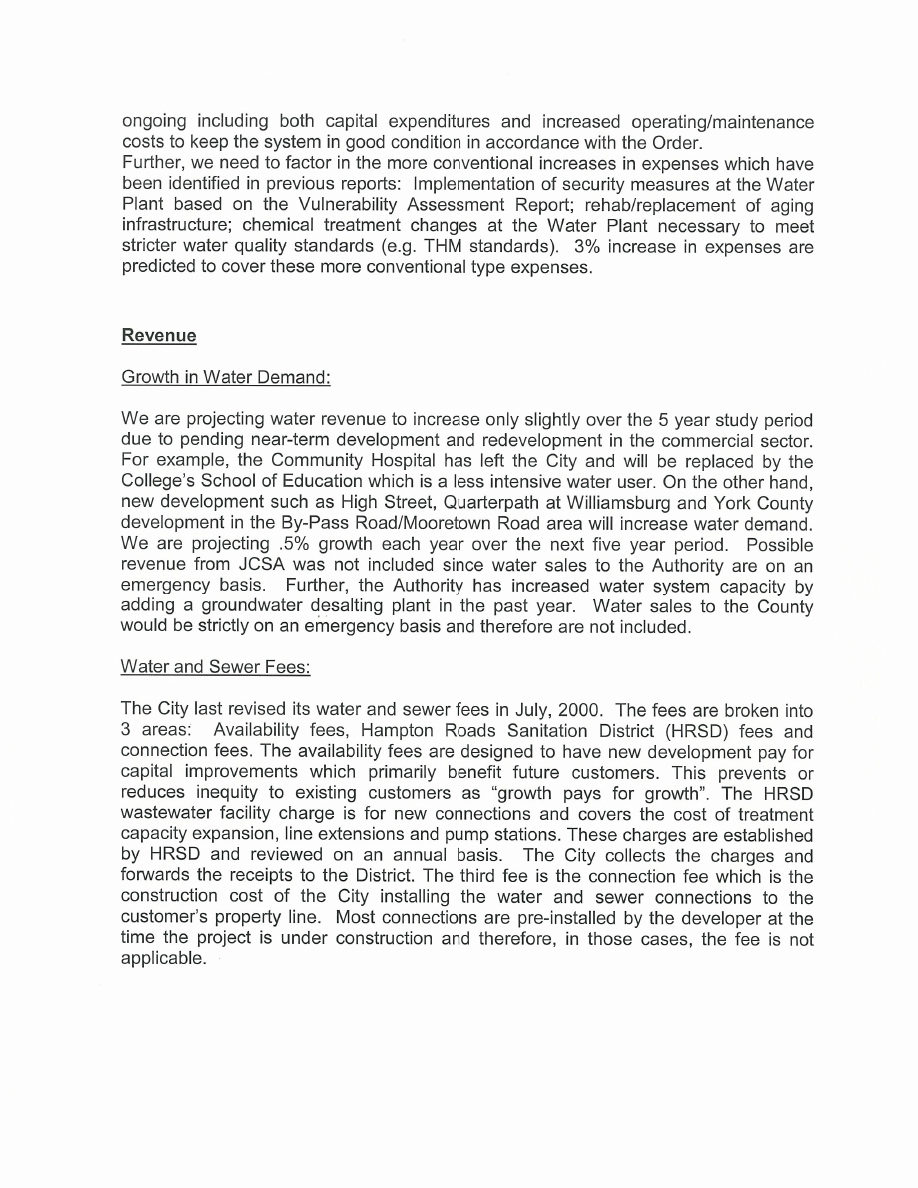 ongoing including both capital expenditures and increased operating/maintenance
costs to keep the system in good condition in accordance with the Order.
Further, we need to factor in the more conventional increases in expenses which have
been identified in previous reports: Implementation of security measures at the Water
Plant based on the Vulnerability Assessment Report; rehab/replacement of aging
infrastructure; chemical treatment changes at the Water Plant necessary to meet
stricter water quality standards (e.g. THM standards). 3% increase in expenses are
predicted to cover these more conventional type expenses.
Revenue
Growth in Water Demand:
We are projecting water revenue to increase only slightly over the 5 year study period
due to pending near-term development and redevelopment in the commercial sector.
For example, the Community Hospital has left the City and will be replaced by the
College's School of Education which is a less intensive water user. On the other hand,
new development such as High Street, Quarterpath at Williamsburg and York County
development in the By-Pass Road/Mooretown Road area will increase water demand.
We are projecting .5% growth each year over the next five year period. Possible
revenue from JCSA was not included since water sales to the Authority are on an
emergency basis. Further, the Authority has increased water system capacity by
adding a groundwater desalting plant in the past year. Water sales to the County
would be strictly on an emergency basis and therefore are not included.
Water and Sewer Fees:
The City last revised its water and sewer fees in July, 2000. The fees are broken into
3 areas: Availability fees, Hampton Roads Sanitation District (HRSD) fees and
connection fees. The availability fees are designed to have new development pay for
capital improvements which primarily benefit future customers. This prevents or
reduces inequity to existing customers as “growth pays for growth”. The HRSD
wastewater facility charge is for new connections and covers the cost of treatment
capacity expansion, line extensions and pump stations. These charges are established
by HRSD and reviewed on an annual basis. The City collects the charges and
forwards the receipts to the District. The third fee is the connection fee which is the
construction cost of the City installing the water and sewer connections to the
customer's property line. Most connections are pre-installed by the developer at the
time the project is under construction and therefore, in those cases, the fee is not
applicable.